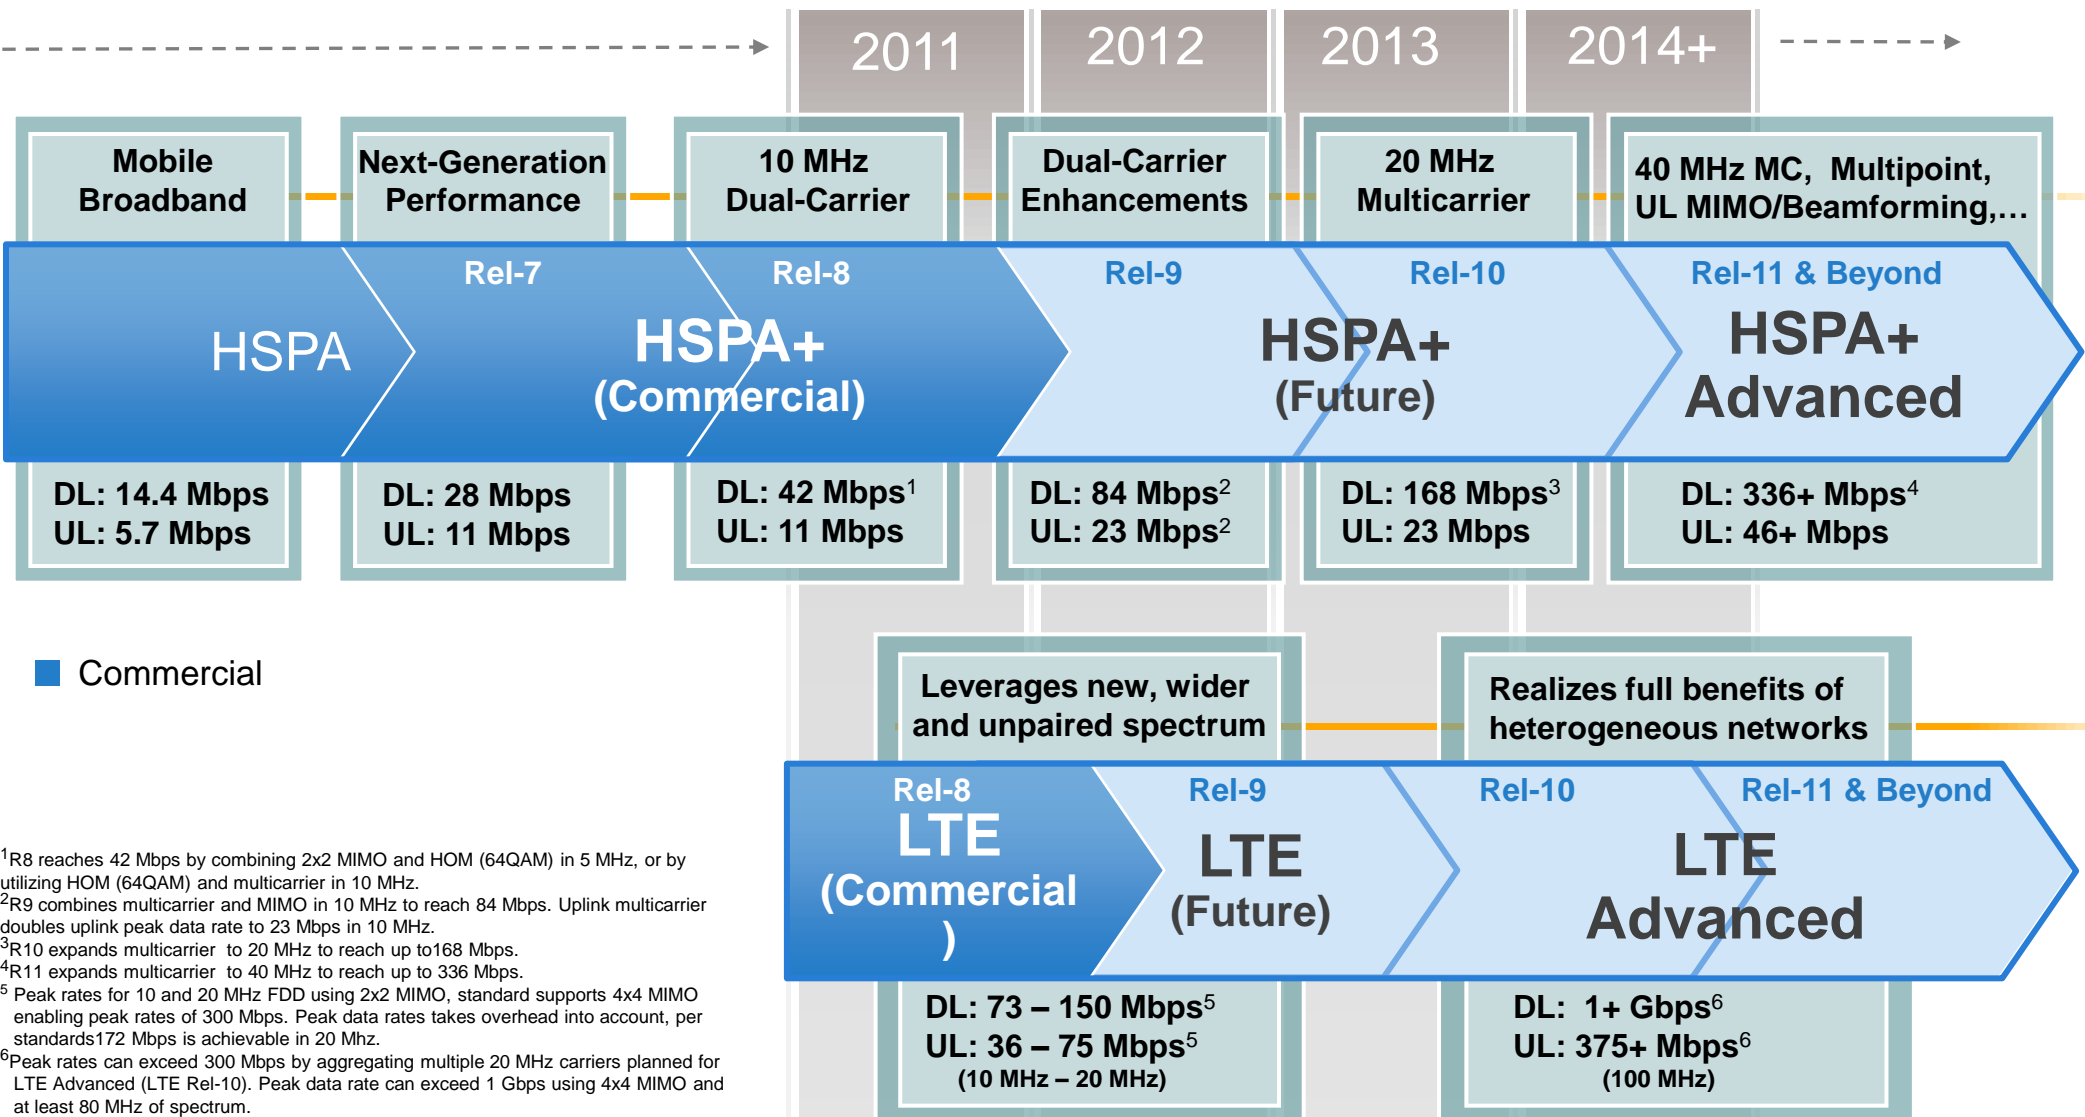 2011
2012
2013
2014+
Mobile
Broadband
Next-Generation
Performance
10 MHz
Dual-Carrier
Dual-Carrier
Enhancements
20 MHz
Multicarrier
40 MHz MC, Multipoint,
UL MIMO/Beamforming,…
HSPA
Rel-7
Rel-8
HSPA+
(Commercial)
Rel-9
Rel-10
HSPA+
(Future)
Rel-11 & Beyond
HSPA+
Advanced
DL: 14.4 Mbps
UL: 5.7 Mbps
DL: 28 Mbps
UL: 11 Mbps
DL: 42 Mbps1
UL: 11 Mbps
DL: 84 Mbps2
UL: 23 Mbps2
DL: 168 Mbps3
UL: 23 Mbps
DL: 336+ Mbps4
UL: 46+ Mbps
Commercial
Leverages new, wider
and unpaired spectrum
Realizes full benefits of
heterogeneous networks
Rel-8
LTE
(Commercial
)
Rel-9
LTE
(Future)
Rel-10
Rel-11 & Beyond
LTE
Advanced
DL: 73 – 150 Mbps5
UL: 36 – 75 Mbps5
(10 MHz – 20 MHz)
DL: 1+ Gbps6
UL: 375+ Mbps6
(100 MHz)
1R8 reaches 42 Mbps by combining 2x2 MIMO and HOM (64QAM) in 5 MHz, or by
utilizing HOM (64QAM) and multicarrier in 10 MHz.
2R9 combines multicarrier and MIMO in 10 MHz to reach 84 Mbps. Uplink multicarrier
doubles uplink peak data rate to 23 Mbps in 10 MHz.
3R10 expands multicarrier to 20 MHz to reach up to168 Mbps.
4R11 expands multicarrier to 40 MHz to reach up to 336 Mbps.
5 Peak rates for 10 and 20 MHz FDD using 2x2 MIMO, standard supports 4x4 MIMO
enabling peak rates of 300 Mbps. Peak data rates takes overhead into account, per
standards172 Mbps is achievable in 20 Mhz.
6Peak rates can exceed 300 Mbps by aggregating multiple 20 MHz carriers planned for
LTE Advanced (LTE Rel-10). Peak data rate can exceed 1 Gbps using 4x4 MIMO and
at least 80 MHz of spectrum.